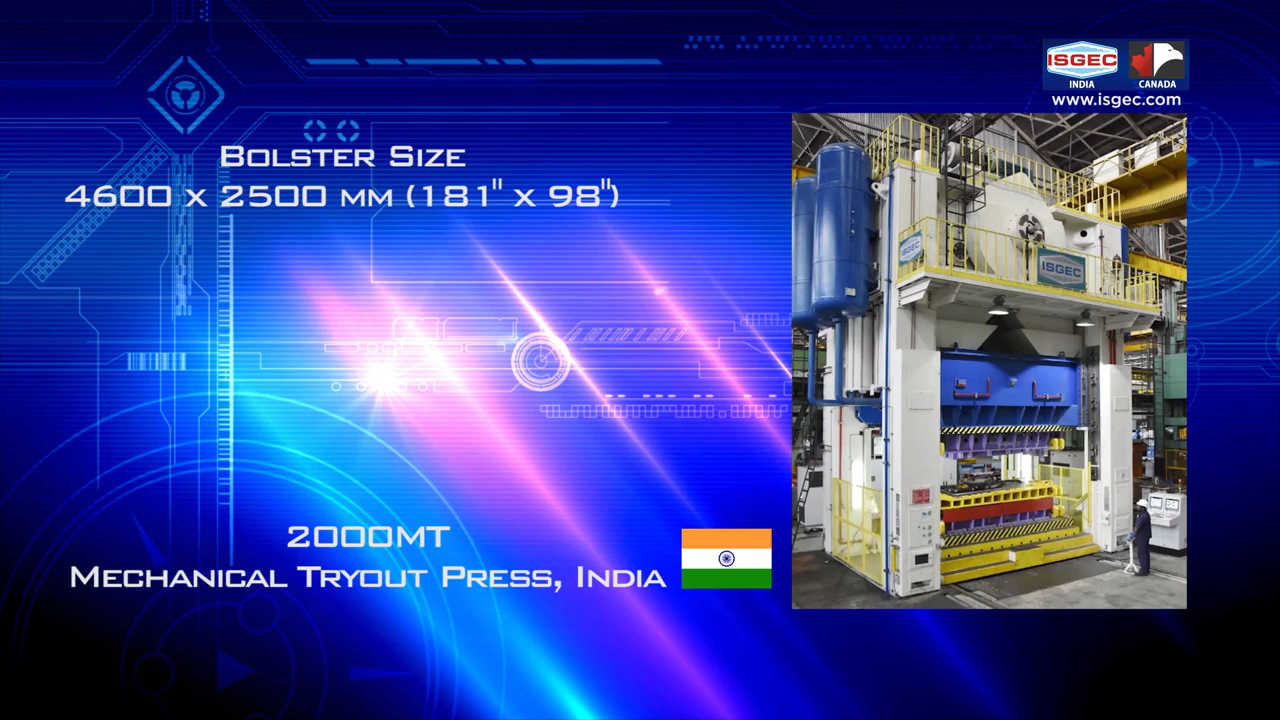 ISGEC
INDIA
CANADA
www.isgec.com
Bolster Size
4600 x 2500 mm (181" x 98")
ISGEC
ISGEC
2000MT
Mechanical Tryout Press, India